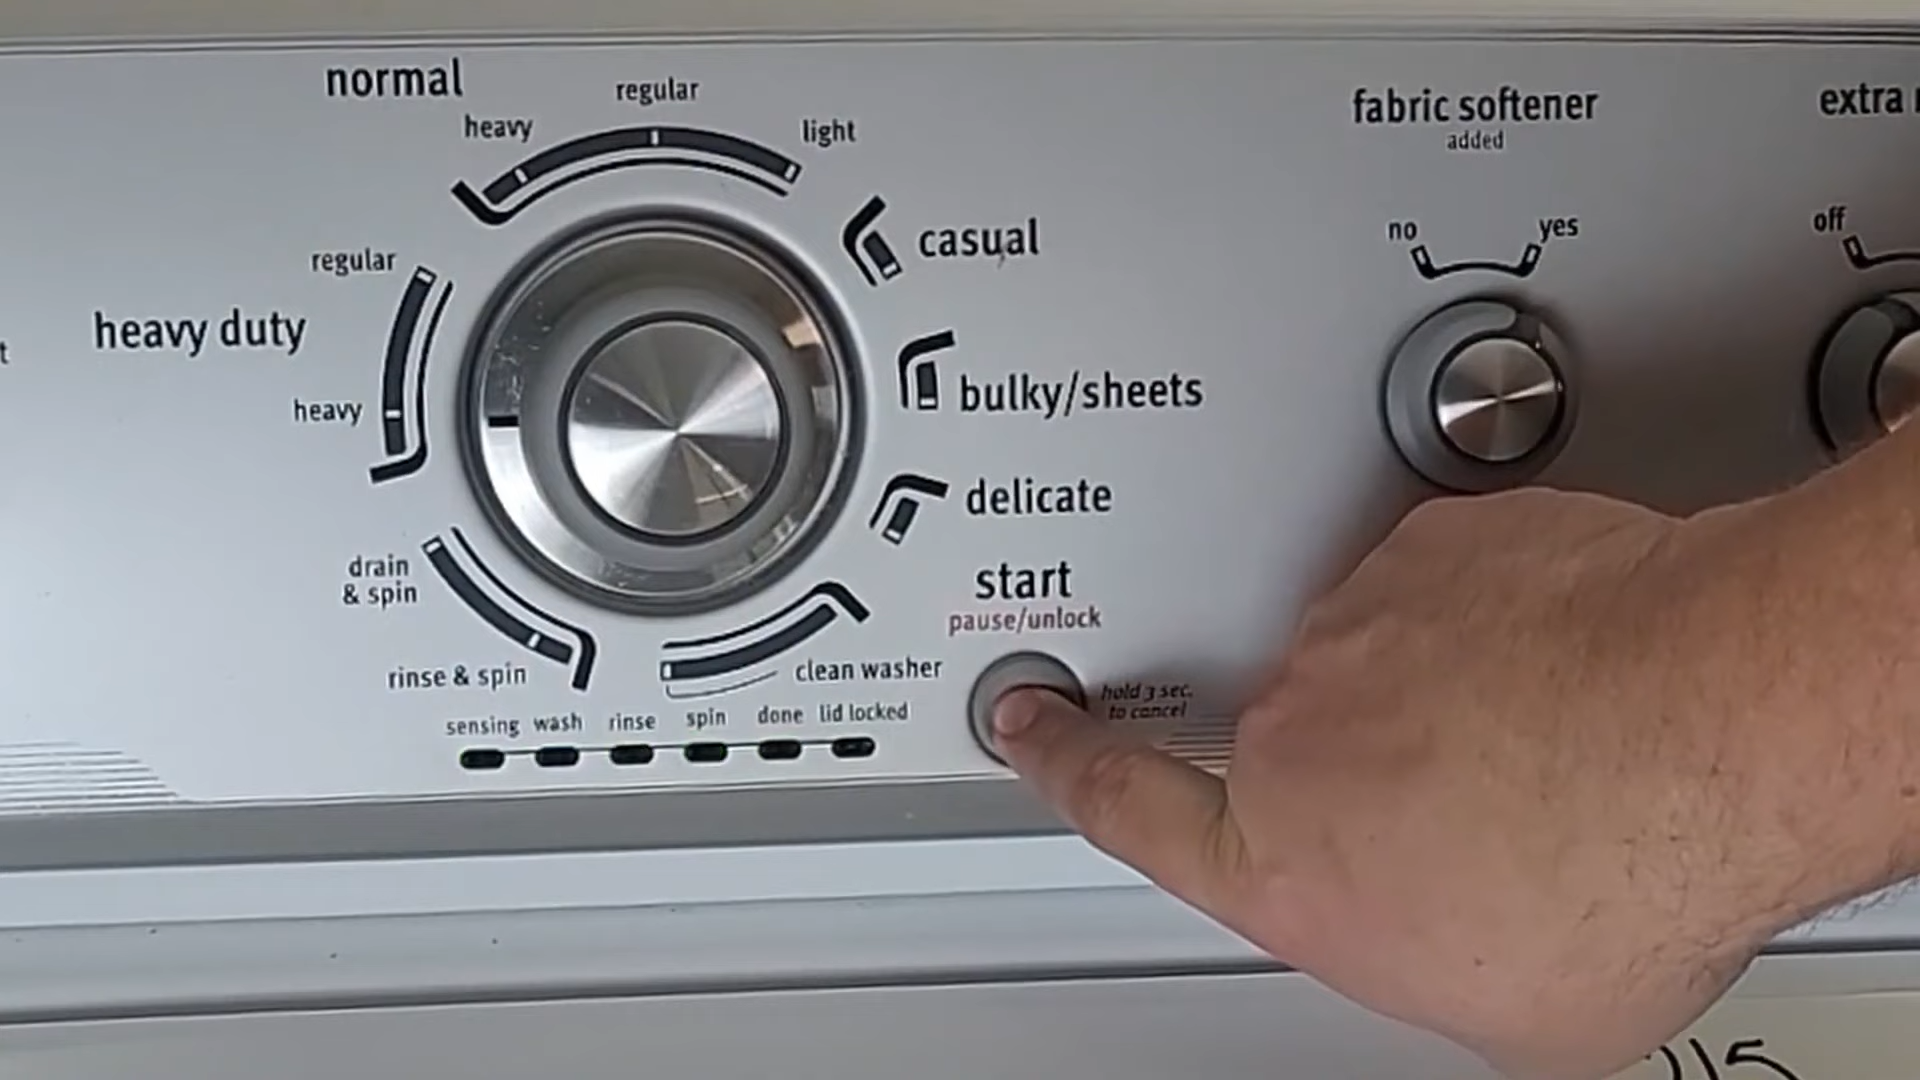 normal
regular
heavy
light
fabric softener
added
extra
no
yes
off
casual
regular
heavy duty
heavy
bulky/sheets
delicate
drain
& spin
start
pause/unlock
rinse & spin
clean washer
hold 3 sec.
to cancel
sensing wash rinse spin done lid locked